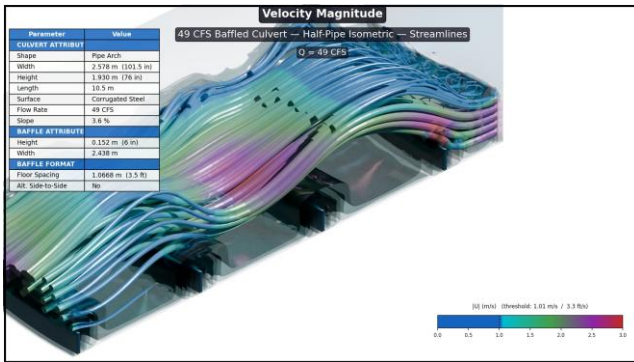 Velocity Magnitude
49 CFS Baffled Culvert — Half-Pipe Isometric — Streamlines
Q = 49 CFS
Parameter Value
CULVERT ATTRIBUT
Shape Pipe Arch
Width 2.578 m (101.5 in)
Height 1.930 m (76 in)
Length 10.5 m
Surface Corrugated Steel
Flow Rate 49 CFS
Slope 3.6 %
BAFFLE ATTRIBUTE
Height 0.152 m (6 in)
Width 2.438 m
BAFFLE FORMAT
Floor Spacing 1.0668 m (3.5 ft)
Alt. Side-to-Side No
|U| (m/s) (threshold: 1.01 m/s / 3.3 ft/s)
0.0 0.5 1.0 1.5 2.0 2.5 3.0